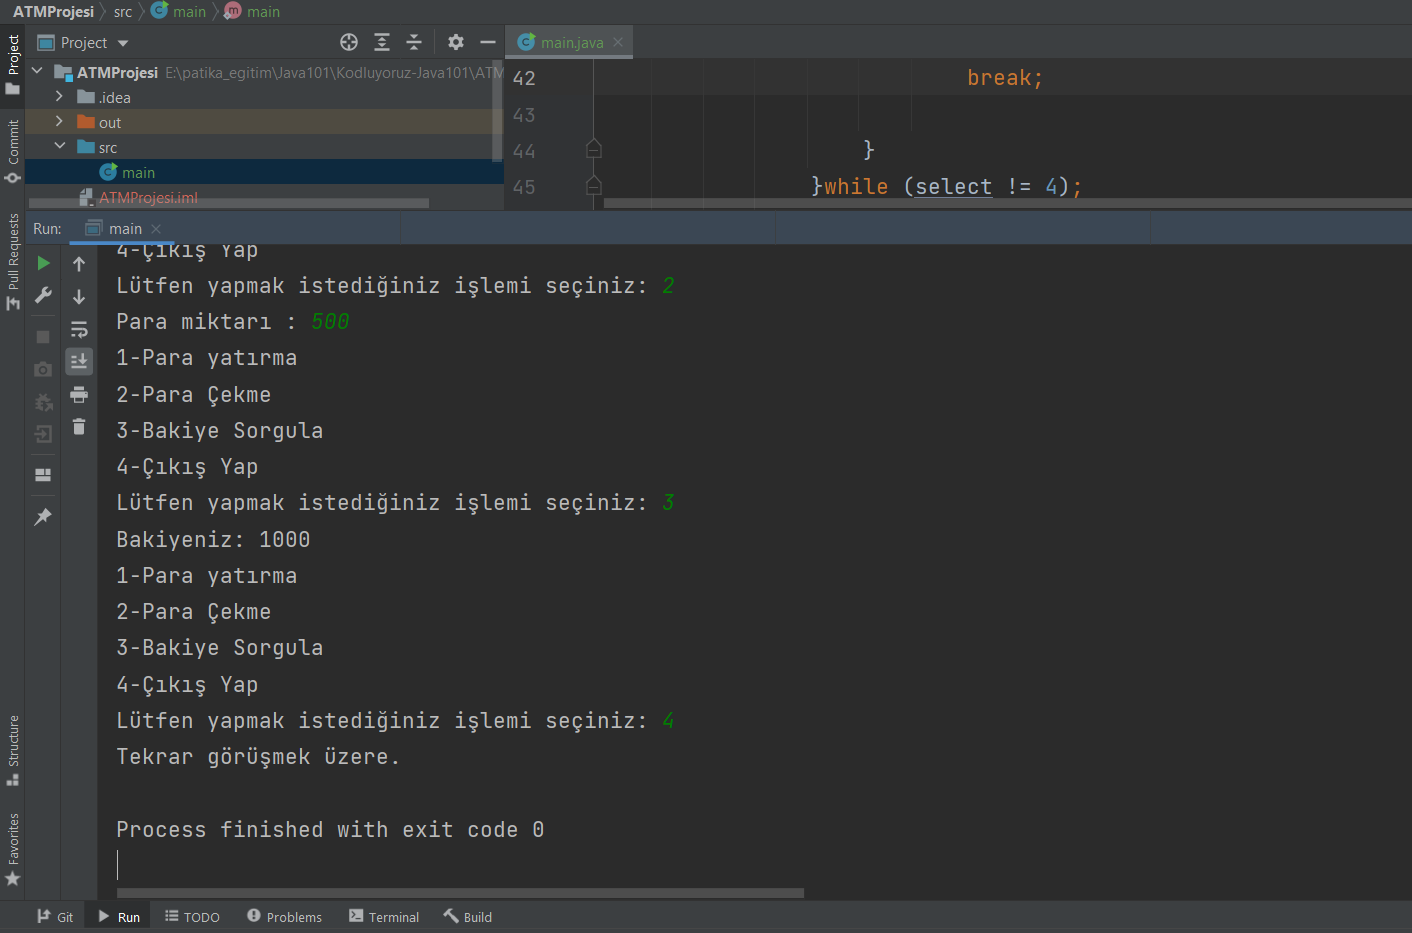 ATMProjesi src main main
Project
main.java
ATMProjesi E:\patika_egitim\Java101\Kodluyoruz-Java101\ATM
.idea
out
src
main
ATMProjesi.iml
42 break;
43
44 }
45 }while (select != 4);
Project
Commit
Pull Requests
Structure
Favorites
Run: main
4-Çıkış Yap
Lütfen yapmak istediğiniz işlemi seçiniz: 2
Para miktarı : 500
1-Para yatırma
2-Para Çekme
3-Bakiye Sorgula
4-Çıkış Yap
Lütfen yapmak istediğiniz işlemi seçiniz: 3
Bakiyeniz: 1000
1-Para yatırma
2-Para Çekme
3-Bakiye Sorgula
4-Çıkış Yap
Lütfen yapmak istediğiniz işlemi seçiniz: 4
Tekrar görüşmek üzere.
Process finished with exit code 0
Git Run TODO Problems Terminal Build